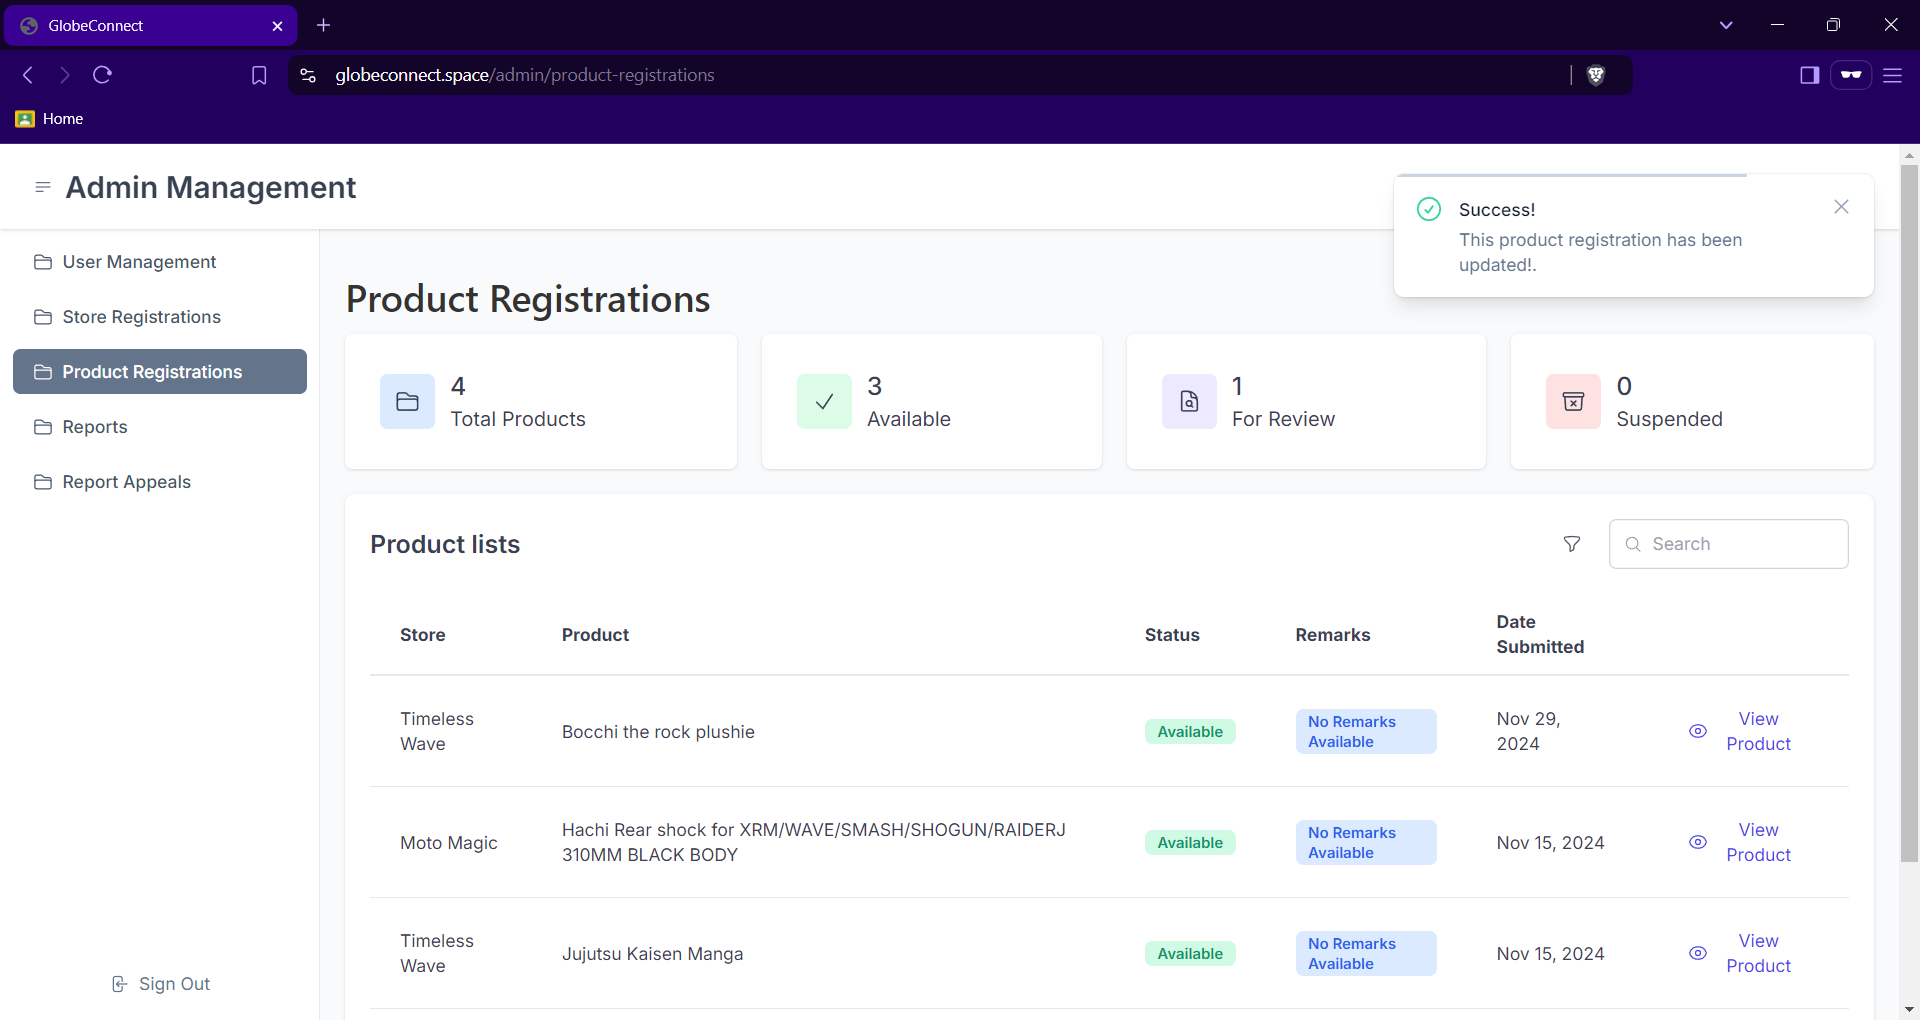 GlobeConnect
globeconnect.space/admin/product-registrations
Home
Admin Management
Success!
This product registration has been
updated!.
User Management
Store Registrations
Product Registrations
Reports
Report Appeals
Sign Out
Product Registrations
4
Total Products
3
Available
1
For Review
0
Suspended
Product lists
Search
Store
Product
Status
Remarks
Date
Submitted
Timeless
Wave
Bocchi the rock plushie
Available
No Remarks
Available
Nov 29,
2024
View
Product
Moto Magic
Hachi Rear shock for XRM/WAVE/SMASH/SHOGUN/RAIDERJ
310MM BLACK BODY
Available
No Remarks
Available
Nov 15, 2024
View
Product
Timeless
Wave
Jujutsu Kaisen Manga
Available
No Remarks
Available
Nov 15, 2024
View
Product